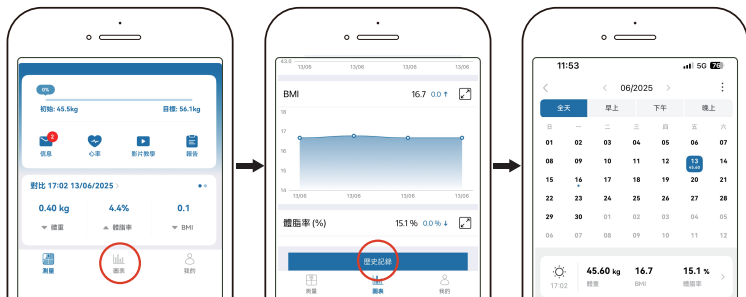 0%
初始: 45.5kg 目標: 56.1kg
2
信息 心率 影片教學 報告
對比 17:02 13/06/2025 >
0.40 kg 4.4% 0.1
▼ 體重 ▲ 體脂率 ▼ BMI
測量 圖表 我的
43.0
13/06 13/06 13/06 13/06
BMI 16.7 0.0 ↑
18
17
16
15
14
13/06 13/06 13/06 13/06
體脂率 (%) 15.1 % 0.0 % ↓
歷史記錄
測量 圖表 我的
11:53 5G 78
< < 06/2025 >
全天 早上 下午 晚上
日 一 二 三 四 五 六
01 02 03 04 05 06 07
08 09 10 11 12 13 14
45.60
15 16 17 18 19 20 21
22 23 24 25 26 27 28
29 30 01 02 03 04 05
06 07 08 09 10 11 12
45.60 kg 16.7 15.1 % >
17:02 體重 BMI 體脂率